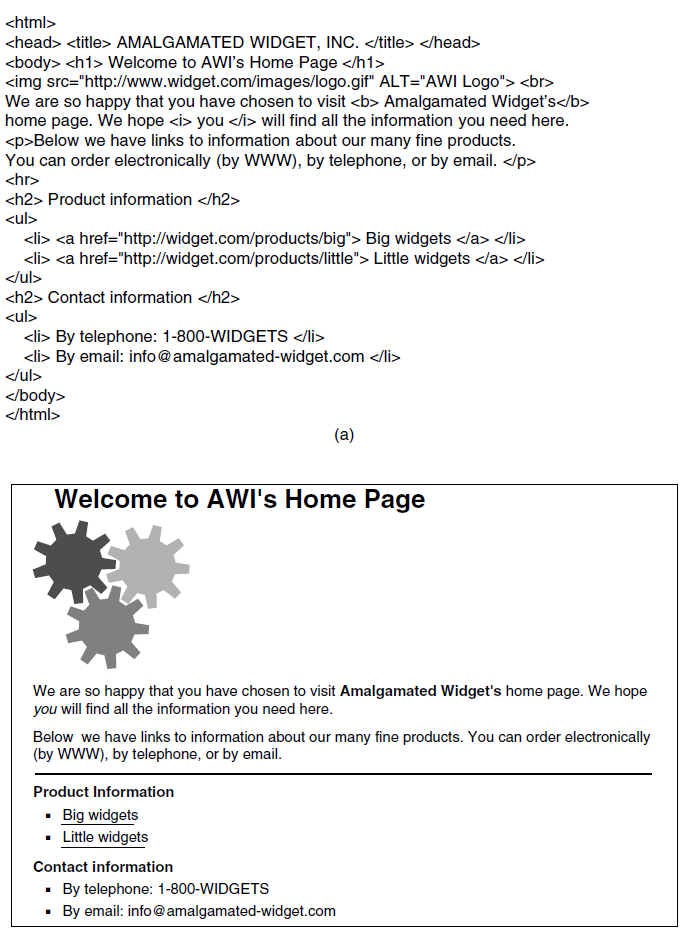 <html>
<head> <title> AMALGAMATED WIDGET, INC. </title> </head>
<body> <h1> Welcome to AWI’s Home Page </h1>
<img src="http://www.widget.com/images/logo.gif" ALT="AWI Logo"> <br>
We are so happy that you have chosen to visit <b> Amalgamated Widget’s</b>
home page. We hope <i> you </i> will find all the information you need here.
<p>Below we have links to information about our many fine products.
You can order electronically (by WWW), by telephone, or by email. </p>
<hr>
<h2> Product information </h2>
<ul>
<li> <a href="http://widget.com/products/big"> Big widgets </a> </li>
<li> <a href="http://widget.com/products/little"> Little widgets </a> </li>
</ul>
<h2> Contact information </h2>
<ul>
<li> By telephone: 1-800-WIDGETS </li>
<li> By email: info@amalgamated-widget.com </li>
</ul>
</body>
</html>
(a)
Welcome to AWI's Home Page
We are so happy that you have chosen to visit Amalgamated Widget's home page. We hope
you will find all the information you need here.
Below we have links to information about our many fine products. You can order electronically
(by WWW), by telephone, or by email.
Product Information
▪ Big widgets
▪ Little widgets
Contact information
▪ By telephone: 1-800-WIDGETS
▪ By email: info@amalgamated-widget.com